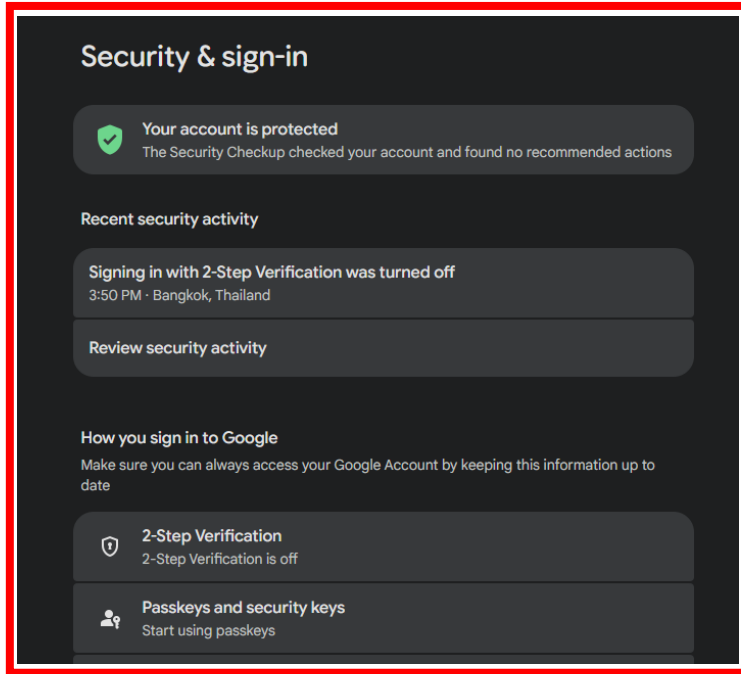 Security & sign-in
Your account is protected
The Security Checkup checked your account and found no recommended actions
Recent security activity
Signing in with 2-Step Verification was turned off
3:50 PM · Bangkok, Thailand
Review security activity
How you sign in to Google
Make sure you can always access your Google Account by keeping this information up to
date
2-Step Verification
2-Step Verification is off
Passkeys and security keys
Start using passkeys